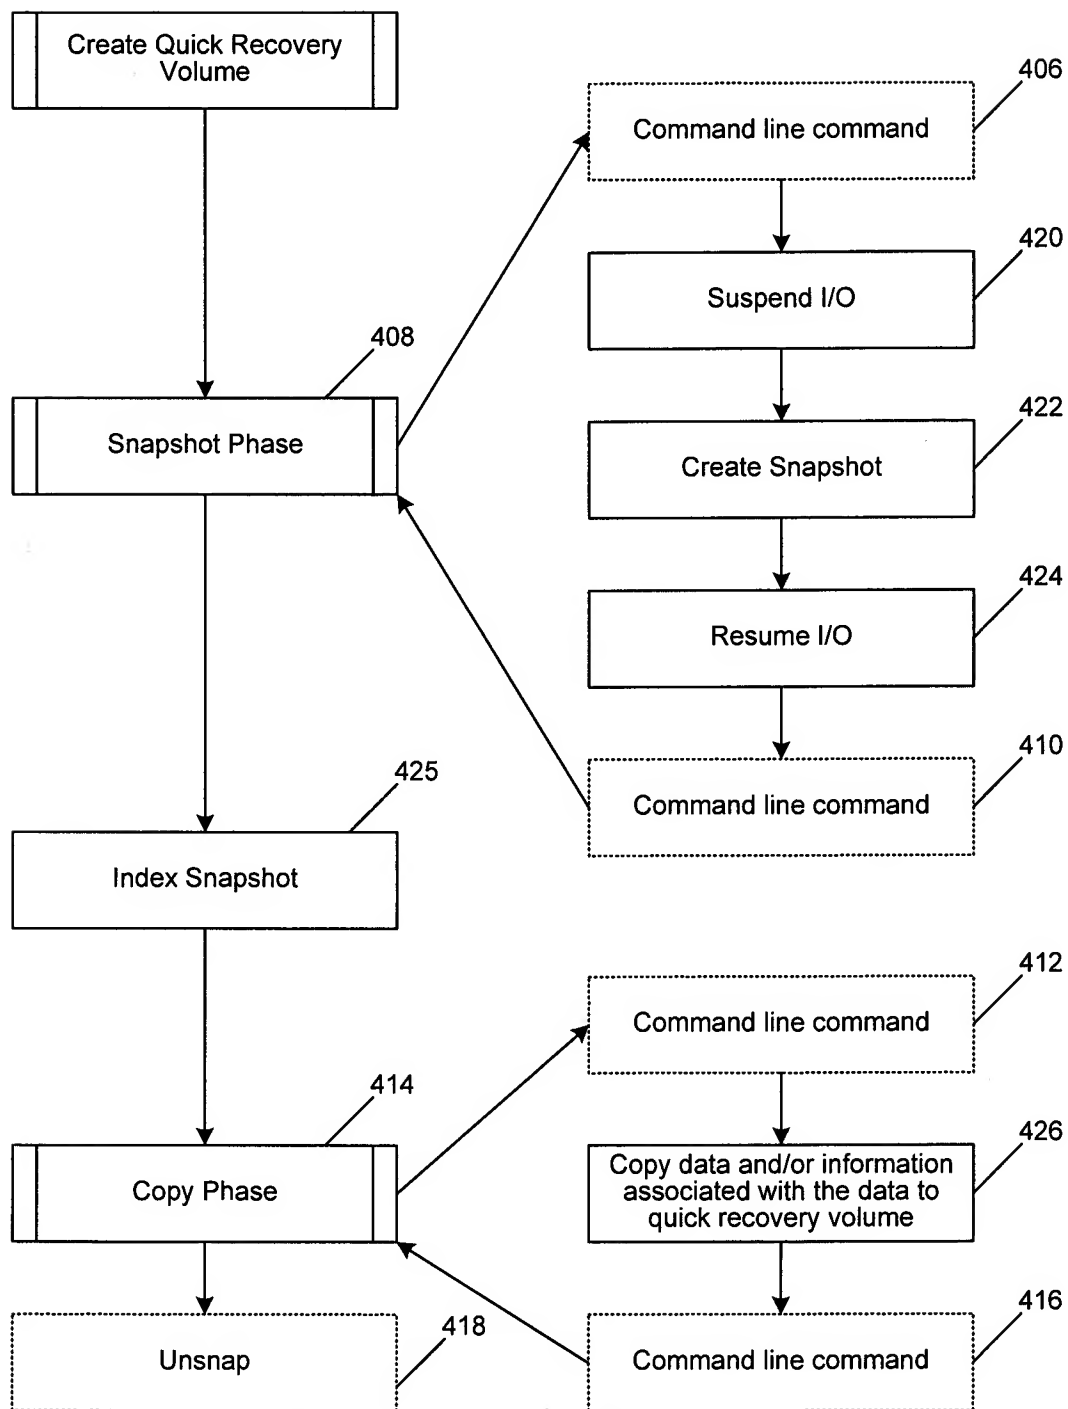 Create Quick Recovery
Volume
406
Command line command
420
Suspend I/O
408
Snapshot Phase
422
Create Snapshot
424
Resume I/O
410
Command line command
425
Index Snapshot
412
Command line command
414
Copy Phase
426
Copy data and/or information
associated with the data to
quick recovery volume
416
Command line command
418
Unsnap